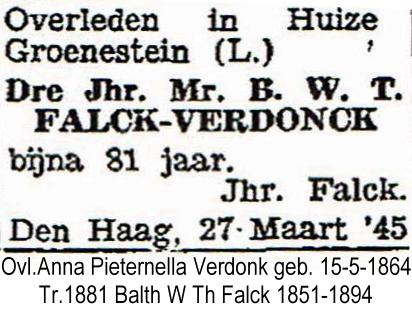 Overleden in Huize
Groenestein (L.)
Dre Jhr. Mr. B. W. T.
FALCK-VERDONCK
bijna 81 jaar.
Jhr. Falck.
Den Haag, 27 Maart '45
Ovl.Anna Pieternella Verdonk geb. 15-5-1864
Tr.1881 Balth W Th Falck 1851-1894